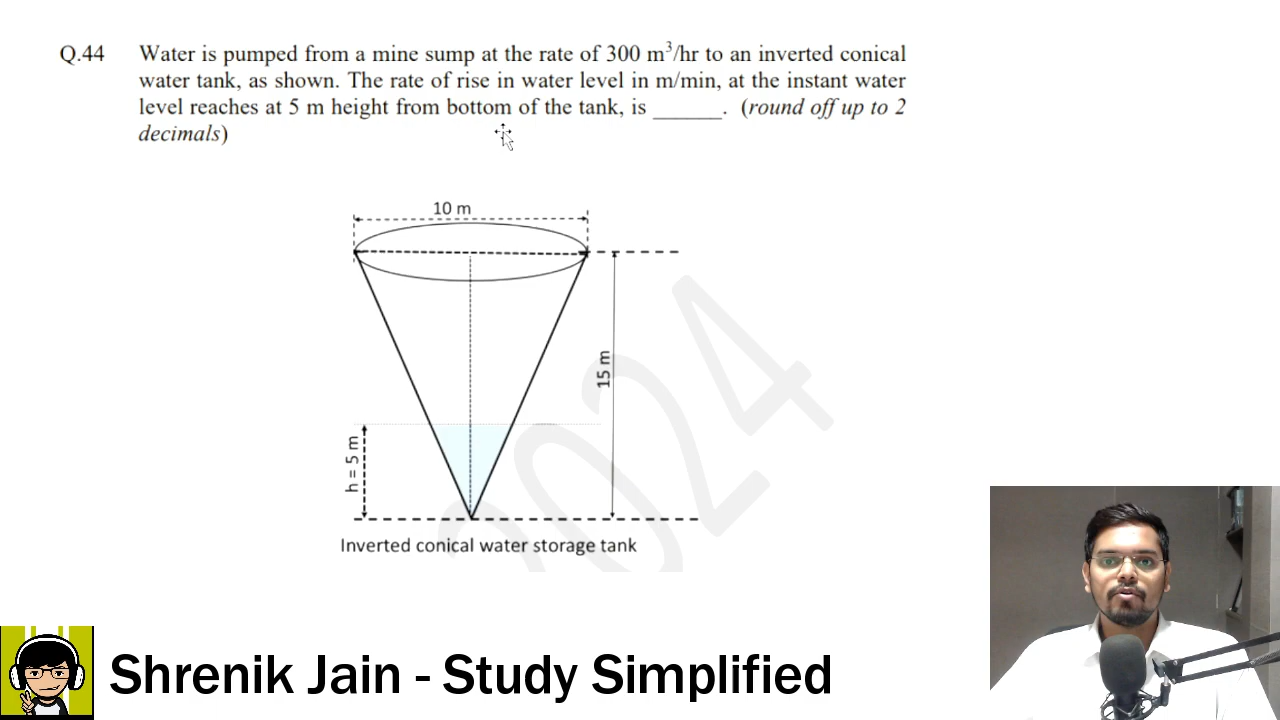 Q.44 Water is pumped from a mine sump at the rate of 300 m³/hr to an inverted conical
water tank, as shown. The rate of rise in water level in m/min, at the instant water
level reaches at 5 m height from bottom of the tank, is ______. (round off up to 2
decimals)
10 m
15 m
h = 5 m
2024
Inverted conical water storage tank
Shrenik Jain - Study Simplified